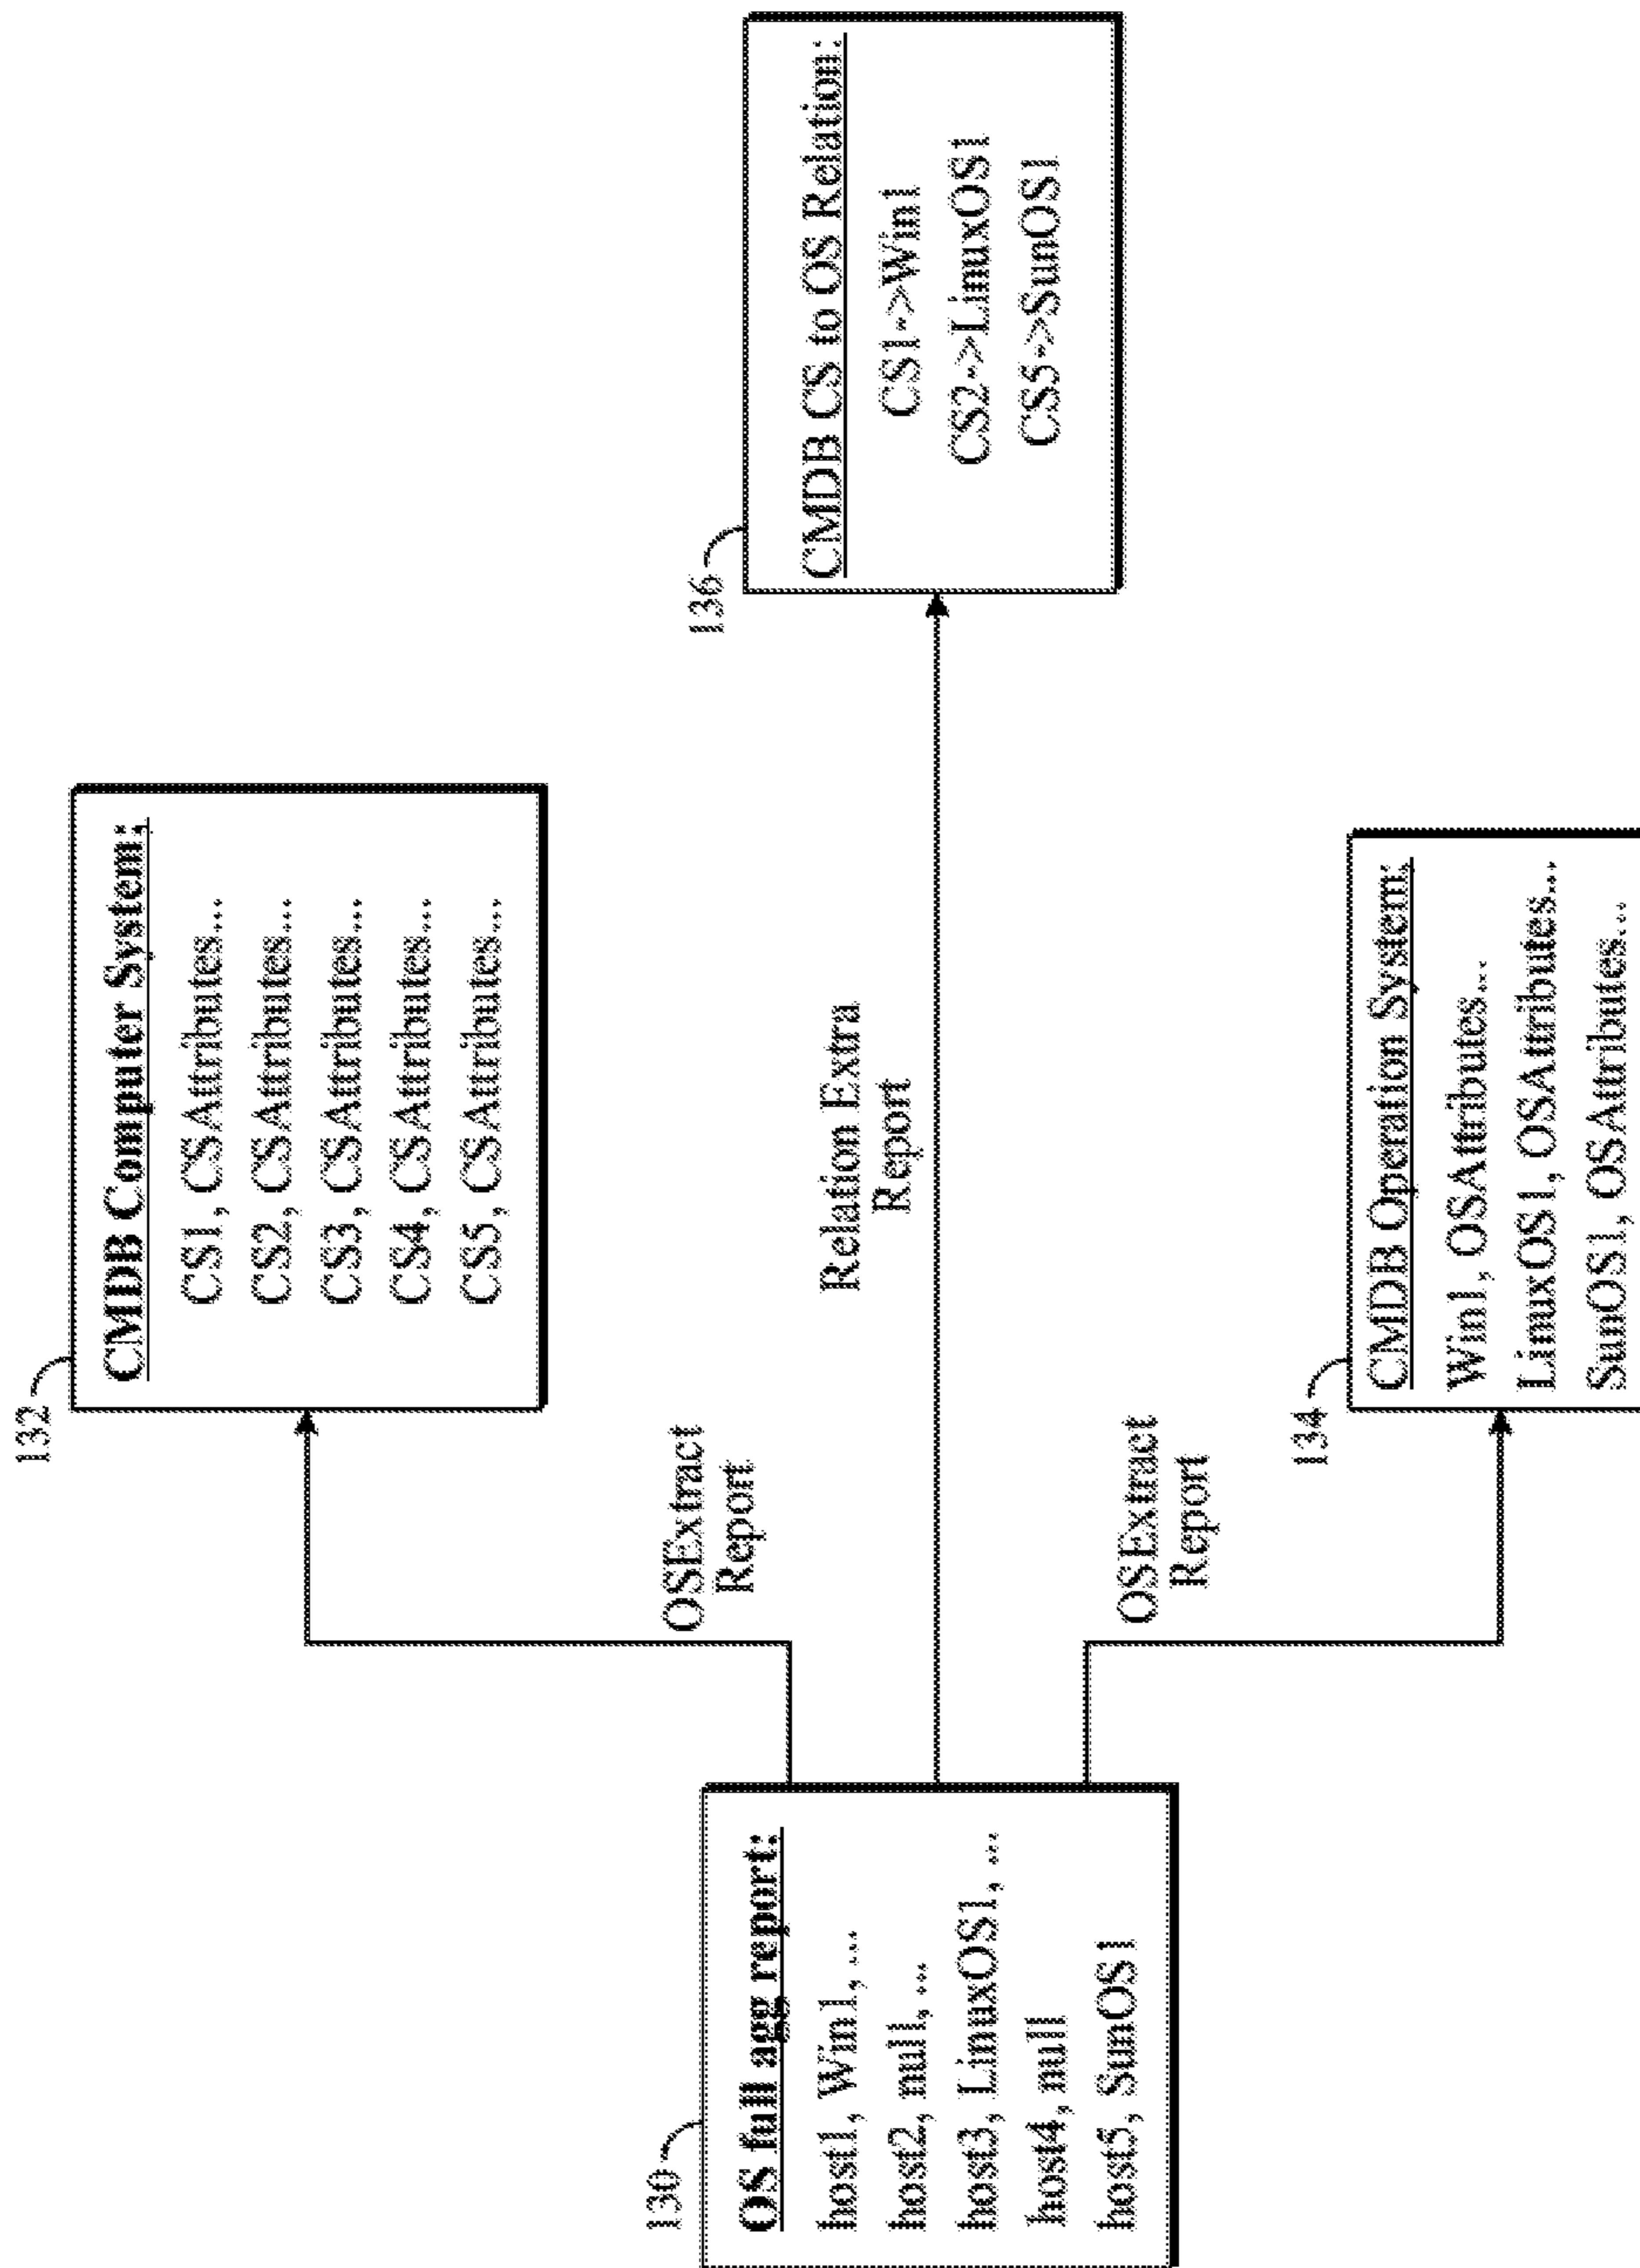 130
OS full agg report:
host1, Win1, ...
host2, null, ...
host3, LinuxOS1, ...
host4, null
host5, SunOS1
OSExtract
Report
132
CMDB Computer System:
CS1, CSAttributes...
CS2, CSAttributes...
CS3, CSAttributes...
CS4, CSAttributes...
CS5, CSAttributes...
Relation Extra
Report
136
CMDB CS to OS Relation:
CS1->Win1
CS2->LinuxOS1
CS5->SunOS1
OSExtract
Report
134
CMDB Operation System:
Win1, OSAttributes...
LinuxOS1, OSAttributes...
SunOS1, OSAttributes...